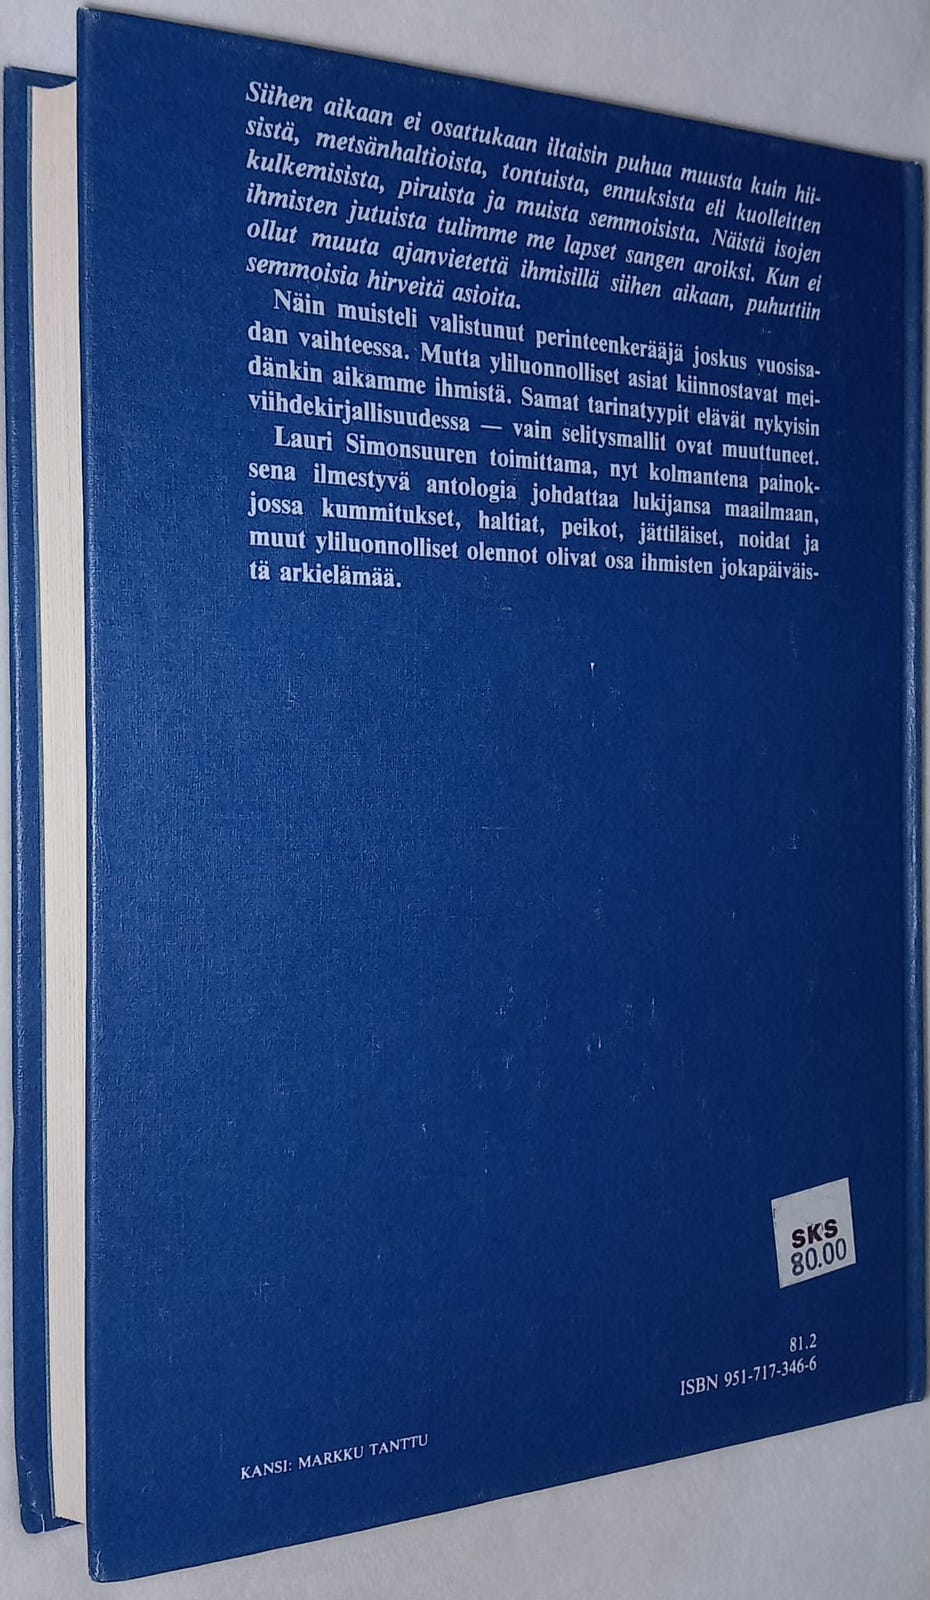 Siihen aikaan ei osattukaan iltaisin puhua muusta kuin hii-
sistä, metsänhaltioista, tontuista, ennuksista eli kuolleitten
kulkemisista, piruista ja muista semmoisista. Näistä isojen
ihmisten jutuista tulimme me lapset sangen aroiksi. Kun ei
ollut muuta ajanvietettä ihmisillä siihen aikaan, puhuttiin
semmoisia hirveitä asioita.
Näin muisteli valistunut perinteenkerääjä joskus vuosisa-
dan vaihteessa. Mutta yliluonnolliset asiat kiinnostavat mei-
dänkin aikamme ihmistä. Samat tarinatyypit elävät nykyisin
viihdekirjallisuudessa — vain selitysmallit ovat muuttuneet.
Lauri Simonsuuren toimittama, nyt kolmantena painok-
sena ilmestyvä antologia johdattaa lukijansa maailmaan,
jossa kummitukset, haltiat, peikot, jättiläiset, noidat ja
muut yliluonnolliset olennot olivat osa ihmisten jokapäiväis-
tä arkielämää.
SKS
80.00
81.2
ISBN 951-717-346-6
KANSI: MARKKU TANTTU